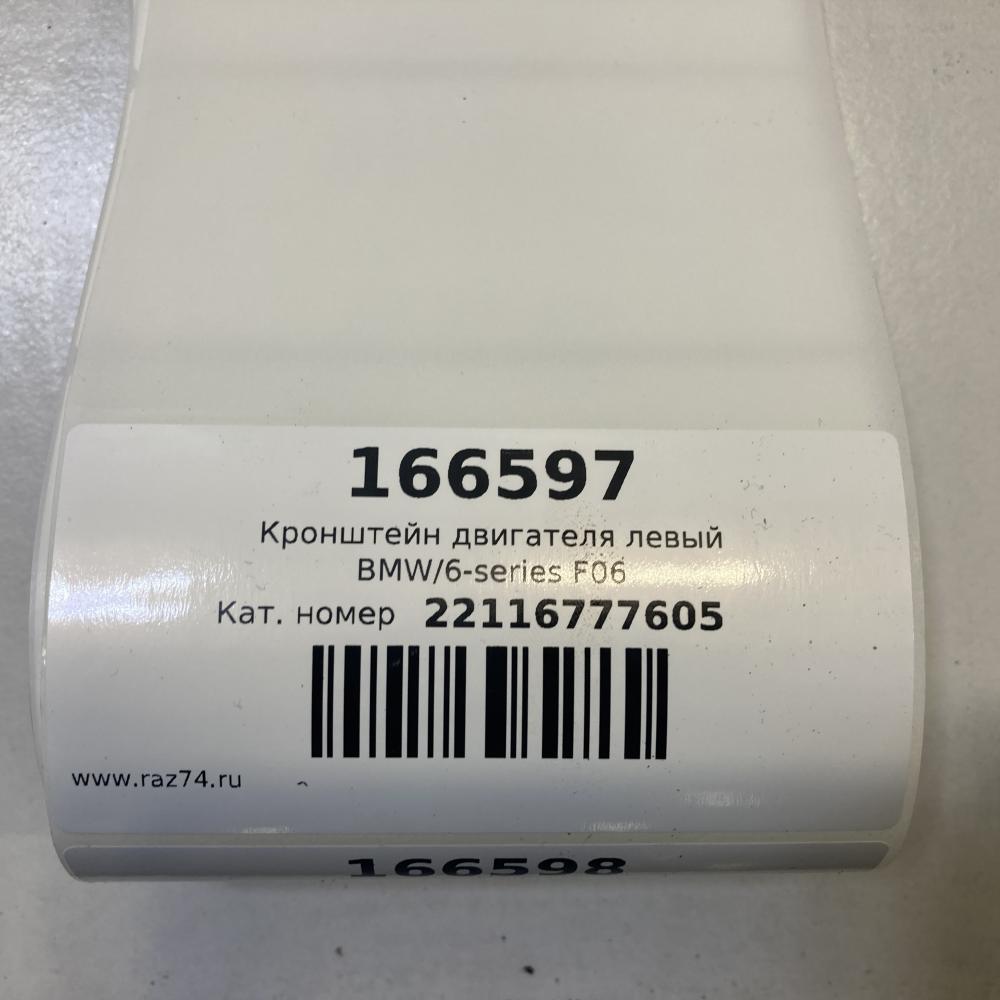 166597
Кронштейн двигателя левый
BMW/6-series F06
Кат. номер 22116777605
www.raz74.ru
166598